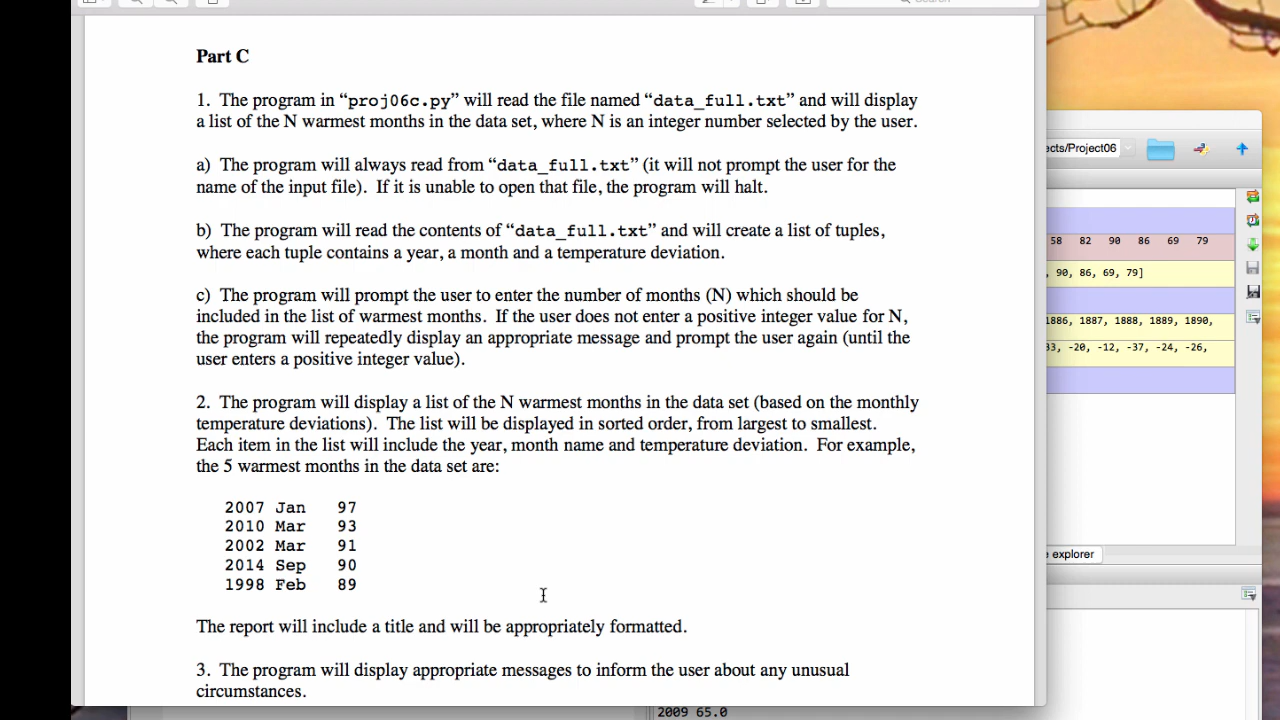 Search
Part C
1. The program in “proj06c.py” will read the file named “data_full.txt” and will display
a list of the N warmest months in the data set, where N is an integer number selected by the user.
a) The program will always read from “data_full.txt” (it will not prompt the user for the
name of the input file). If it is unable to open that file, the program will halt.
b) The program will read the contents of “data_full.txt” and will create a list of tuples,
where each tuple contains a year, a month and a temperature deviation.
c) The program will prompt the user to enter the number of months (N) which should be
included in the list of warmest months. If the user does not enter a positive integer value for N,
the program will repeatedly display an appropriate message and prompt the user again (until the
user enters a positive integer value).
2. The program will display a list of the N warmest months in the data set (based on the monthly
temperature deviations). The list will be displayed in sorted order, from largest to smallest.
Each item in the list will include the year, month name and temperature deviation. For example,
the 5 warmest months in the data set are:
2007 Jan 97
2010 Mar 93
2002 Mar 91
2014 Sep 90
1998 Feb 89
The report will include a title and will be appropriately formatted.
3. The program will display appropriate messages to inform the user about any unusual
circumstances.
ects/Project06
58 82 90 86 69 79
, 90, 86, 69, 79]
1886, 1887, 1888, 1889, 1890,
33, -20, -12, -37, -24, -26,
e explorer
2009 65.0